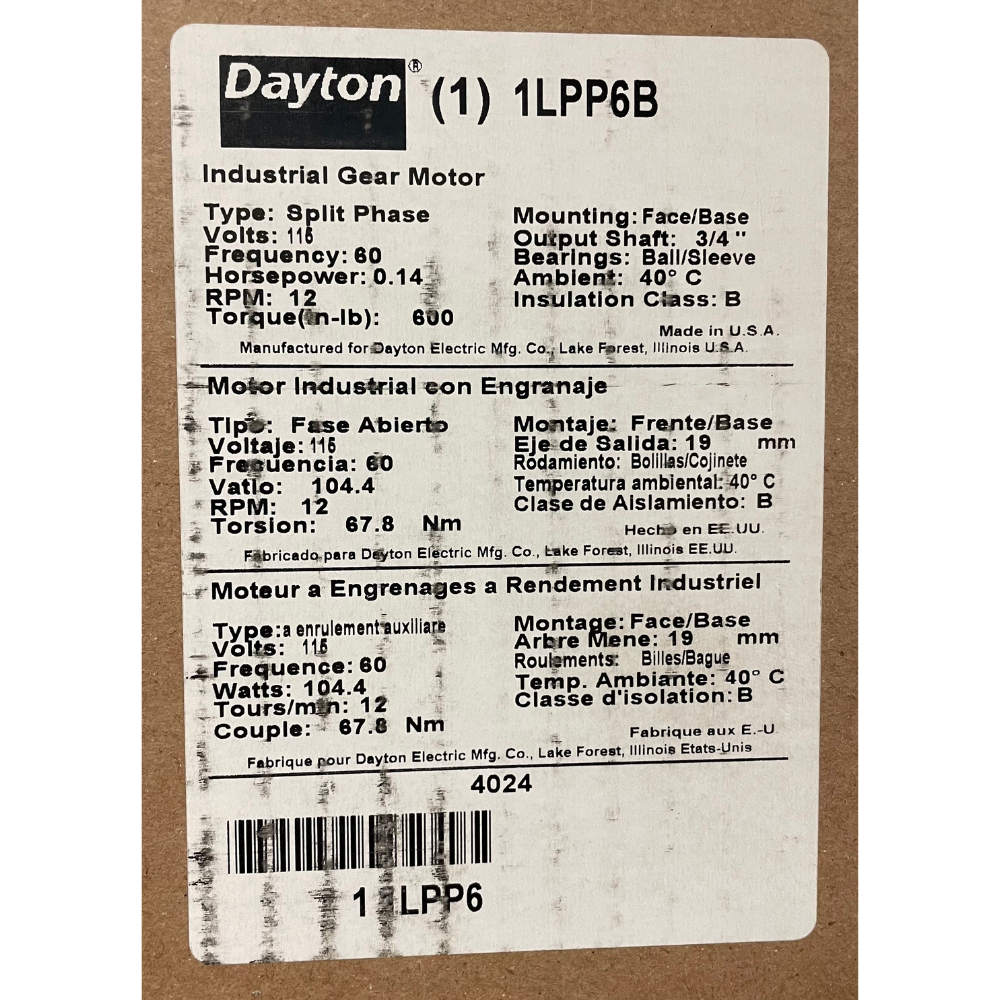 Dayton® (1) 1LPP6B
Industrial Gear Motor
Type: Split Phase
Volts: 115
Frequency: 60
Horsepower: 0.14
RPM: 12
Torque(in-lb): 600
Mounting: Face/Base
Output Shaft: 3/4 "
Bearings: Ball/Sleeve
Ambient: 40° C
Insulation Class: B
Made in U.S.A.
Manufactured for Dayton Electric Mfg. Co., Lake Forest, Illinois U.S.A.
Motor Industrial con Engranaje
Tipo: Fase Abierto
Voltaje: 115
Frecuencia: 60
Vatio: 104.4
RPM: 12
Torsion: 67.8 Nm
Montaje: Frente/Base
Eje de Salida: 19 mm
Rodamiento: Bolillas/Cojinete
Temperatura ambiental: 40° C
Clase de Aislamiento: B
Hecho en EE.UU.
Fabricado para Dayton Electric Mfg. Co., Lake Forest, Illinois EE.UU.
Moteur a Engrenages a Rendement Industriel
Type: a enrulement auxiliare
Volts: 115
Frequence: 60
Watts: 104.4
Tours/min: 12
Couple: 67.8 Nm
Montage: Face/Base
Arbre Mene: 19 mm
Roulements: Billes/Bague
Temp. Ambiante: 40° C
Classe d'isolation: B
Fabrique aux E.-U.
Fabrique pour Dayton Electric Mfg. Co., Lake Forest, Illinois Etats-Unis
4024
1 1LPP6